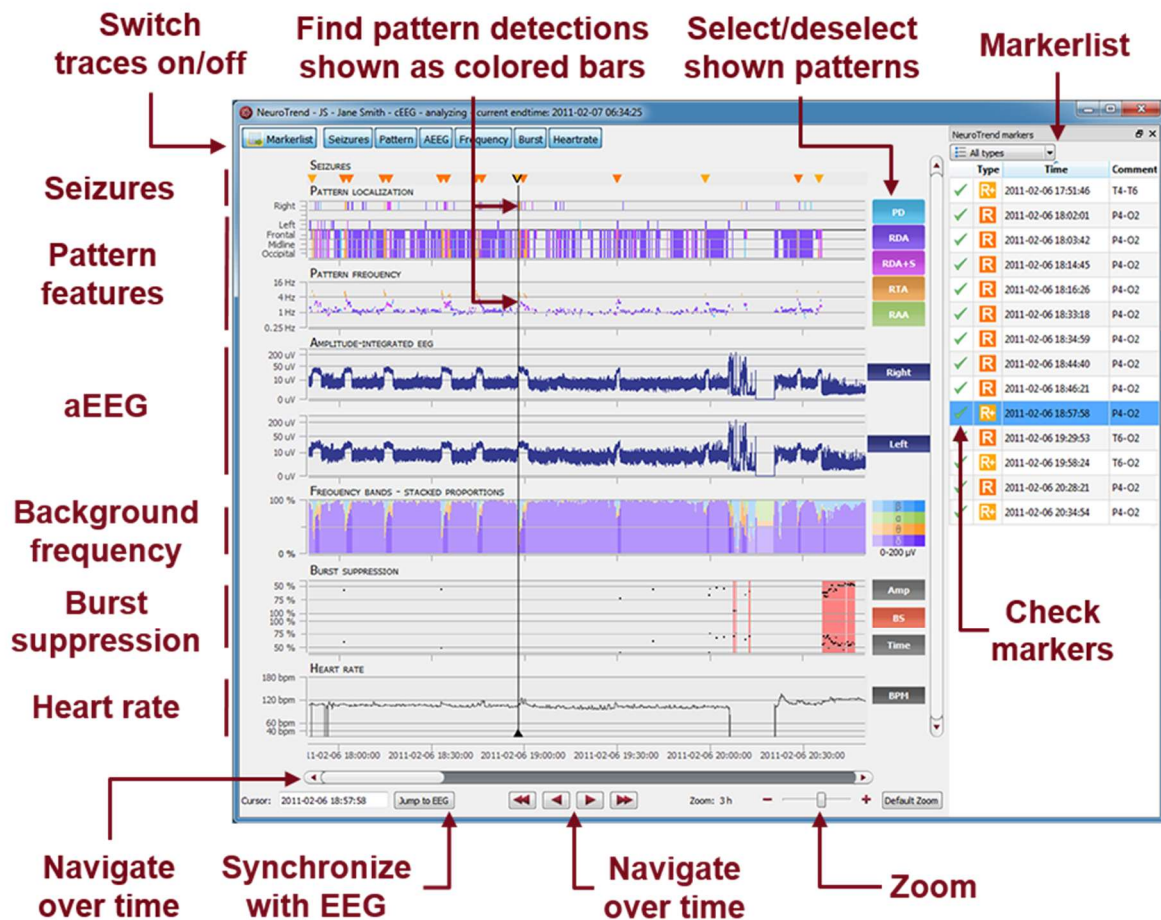 Switch
traces on/off
Find pattern detections
shown as colored bars
Select/deselect
shown patterns
Markerlist
NeuroTrend - JS - Jane Smith - cEEG - analyzing - current endtime: 2011-02-07 06:34:25
Markerlist Seizures Pattern AEEG Frequency Burst Heartrate
NeuroTrend markers
All types
Type Time Comment
R+ 2011-02-06 17:51:46 T4-T6
R 2011-02-06 18:02:01 P4-O2
R 2011-02-06 18:03:42 P4-O2
R 2011-02-06 18:14:45 P4-O2
R 2011-02-06 18:16:26 P4-O2
R 2011-02-06 18:33:18 P4-O2
R 2011-02-06 18:34:59 P4-O2
R 2011-02-06 18:44:40 P4-O2
R 2011-02-06 18:46:21 P4-O2
R+ 2011-02-06 18:57:58 P4-O2
R 2011-02-06 19:29:53 T6-O2
R+ 2011-02-06 19:58:24 T6-O2
R 2011-02-06 20:28:21 P4-O2
R+ 2011-02-06 20:34:54 P4-O2
Seizures
SEIZURES
Pattern
features
PATTERN LOCALIZATION
Right
Left
Frontal
Midline
Occipital
PD
RDA
RDA+S
RTA
RAA
PATTERN FREQUENCY
16 Hz
4 Hz
1 Hz
0.25 Hz
aEEG
AMPLITUDE-INTEGRATED EEG
200 uV
50 uV
10 uV
0 uV
Right
200 uV
50 uV
10 uV
0 uV
Left
Background
frequency
FREQUENCY BANDS - STACKED PROPORTIONS
100 %
0 %
β
α
θ
δ
0-200 µV
Burst
suppression
BURST SUPPRESSION
50 %
75 %
100 %
100 %
75 %
50 %
Amp
BS
Time
Check
markers
Heart rate
HEART RATE
180 bpm
120 bpm
60 bpm
40 bpm
BPM
11-02-06 18:00:00 2011-02-06 18:30:00 2011-02-06 19:00:00 2011-02-06 19:30:00 2011-02-06 20:00:00 2011-02-06 20:30:00
Cursor: 2011-02-06 18:57:58 Jump to EEG Zoom: 3 h Default Zoom
Navigate
over time
Synchronize
with EEG
Navigate
over time
Zoom